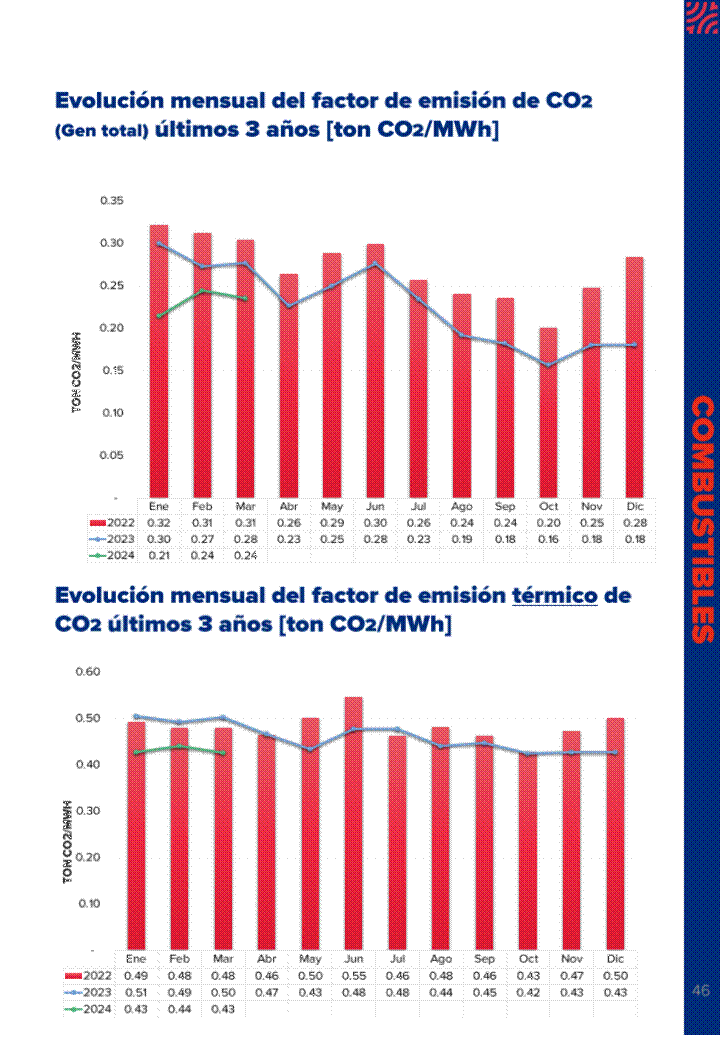 Evolución mensual del factor de emisión de CO2
(Gen total) últimos 3 años [ton CO2/MWh]
TON CO2/MWH
0.35
0.30
0.25
0.20
0.15
0.10
0.05
-
Ene Feb Mar Abr May Jun Jul Ago Sep Oct Nov Dic
2022 0.32 0.31 0.31 0.26 0.29 0.30 0.26 0.24 0.24 0.20 0.25 0.28
2023 0.30 0.27 0.28 0.23 0.25 0.28 0.23 0.19 0.18 0.16 0.18 0.18
2024 0.21 0.24 0.24
Evolución mensual del factor de emisión térmico de
CO2 últimos 3 años [ton CO2/MWh]
TON CO2/MWH
0.60
0.50
0.40
0.30
0.20
0.10
-
Ene Feb Mar Abr May Jun Jul Ago Sep Oct Nov Dic
2022 0.49 0.48 0.48 0.46 0.50 0.55 0.46 0.48 0.46 0.43 0.47 0.50
2023 0.51 0.49 0.50 0.47 0.43 0.48 0.48 0.44 0.45 0.42 0.43 0.43
2024 0.43 0.44 0.43
COMBUSTIBLES
46